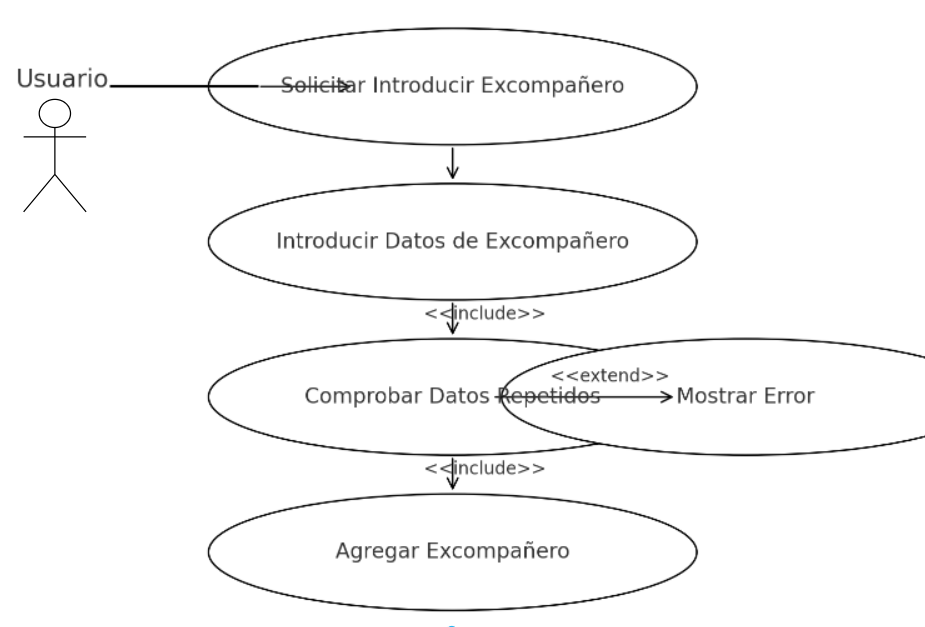 Usuario
Solicitar Introducir Excompañero
Introducir Datos de Excompañero
<<include>>
<<extend>>
Comprobar Datos Repetidos
Mostrar Error
<<include>>
Agregar Excompañero